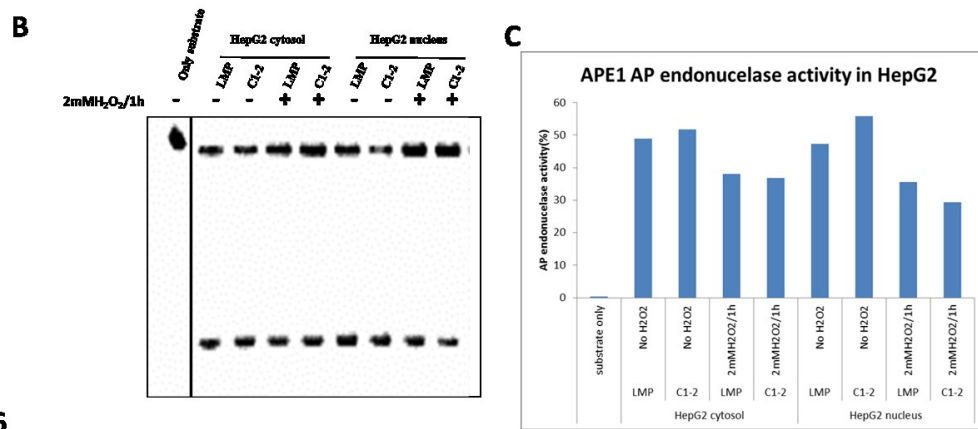 B
Only substrate
HepG2 cytosol
HepG2 nucleus
LMP
C1-2
LMP
C1-2
LMP
C1-2
LMP
C1-2
2mMH₂O₂/1h - - - + + - - + +
C
APE1 AP endonucelase activity in HepG2
AP endonucelase activity(%)
60
50
40
30
20
10
0
substrate only
No H2O2
No H2O2
2mMH2O2/1h
2mMH2O2/1h
No H2O2
No H2O2
2mMH2O2/1h
2mMH2O2/1h
LMP C1-2 LMP C1-2 LMP C1-2 LMP C1-2
HepG2 cytosol HepG2 nucleus